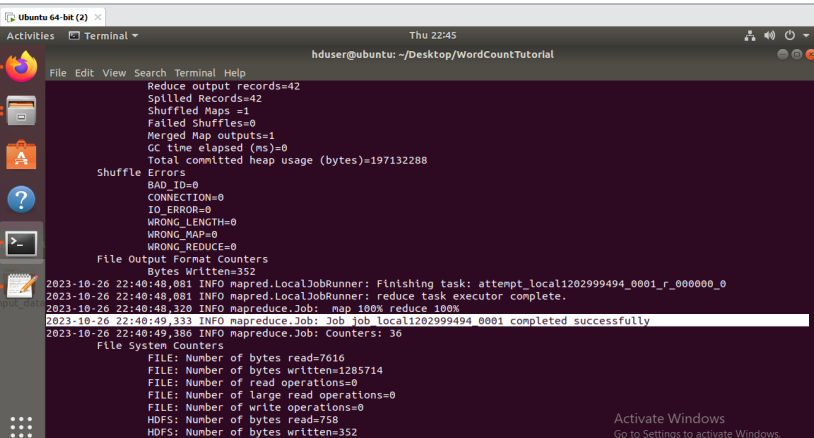 Ubuntu 64-bit (2)
Activities Terminal Thu 22:45
hduser@ubuntu: ~/Desktop/WordCountTutorial
File Edit View Search Terminal Help
Reduce output records=42
Spilled Records=42
Shuffled Maps =1
Failed Shuffles=0
Merged Map outputs=1
GC time elapsed (ms)=0
Total committed heap usage (bytes)=197132288
Shuffle Errors
BAD_ID=0
CONNECTION=0
IO_ERROR=0
WRONG_LENGTH=0
WRONG_MAP=0
WRONG_REDUCE=0
File Output Format Counters
Bytes Written=352
2023-10-26 22:40:48,081 INFO mapred.LocalJobRunner: Finishing task: attempt_local1202999494_0001_r_000000_0
2023-10-26 22:40:48,081 INFO mapred.LocalJobRunner: reduce task executor complete.
2023-10-26 22:40:48,320 INFO mapreduce.Job:  map 100% reduce 100%
2023-10-26 22:40:49,333 INFO mapreduce.Job: Job job_local1202999494_0001 completed successfully
2023-10-26 22:40:49,386 INFO mapreduce.Job: Counters: 36
File System Counters
FILE: Number of bytes read=7616
FILE: Number of bytes written=1285714
FILE: Number of read operations=0
FILE: Number of large read operations=0
FILE: Number of write operations=0
HDFS: Number of bytes read=758
HDFS: Number of bytes written=352
Activate Windows
Go to Settings to activate Windows.